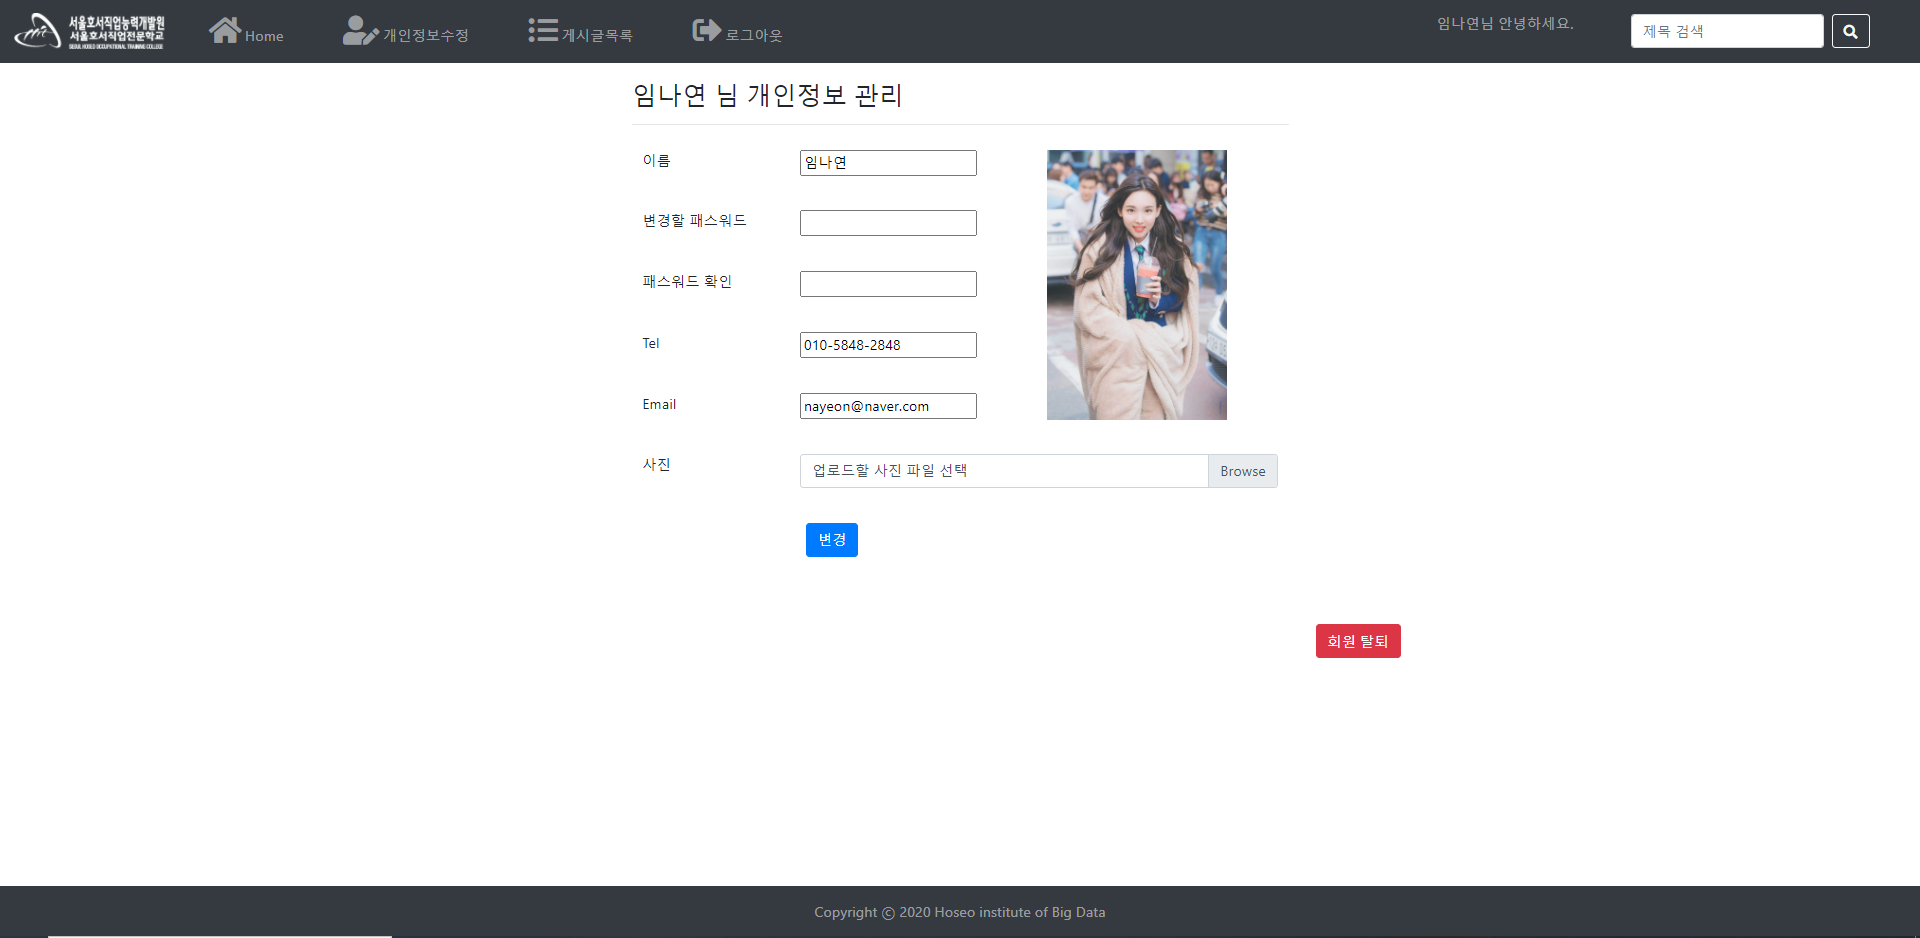 서울호서직업능력개발원
서울호서직업전문학교
SEOUL HOSEO OCCUPATIONAL TRAINING COLLEGE
Home 개인정보수정 게시글목록 로그아웃 임나연님 안녕하세요. 제목 검색
임나연 님 개인정보 관리
이름 임나연
변경할 패스워드
패스워드 확인
Tel 010-5848-2848
Email nayeon@naver.com
사진 업로드할 사진 파일 선택 Browse
변경
회원 탈퇴
Copyright ⓒ 2020 Hoseo institute of Big Data